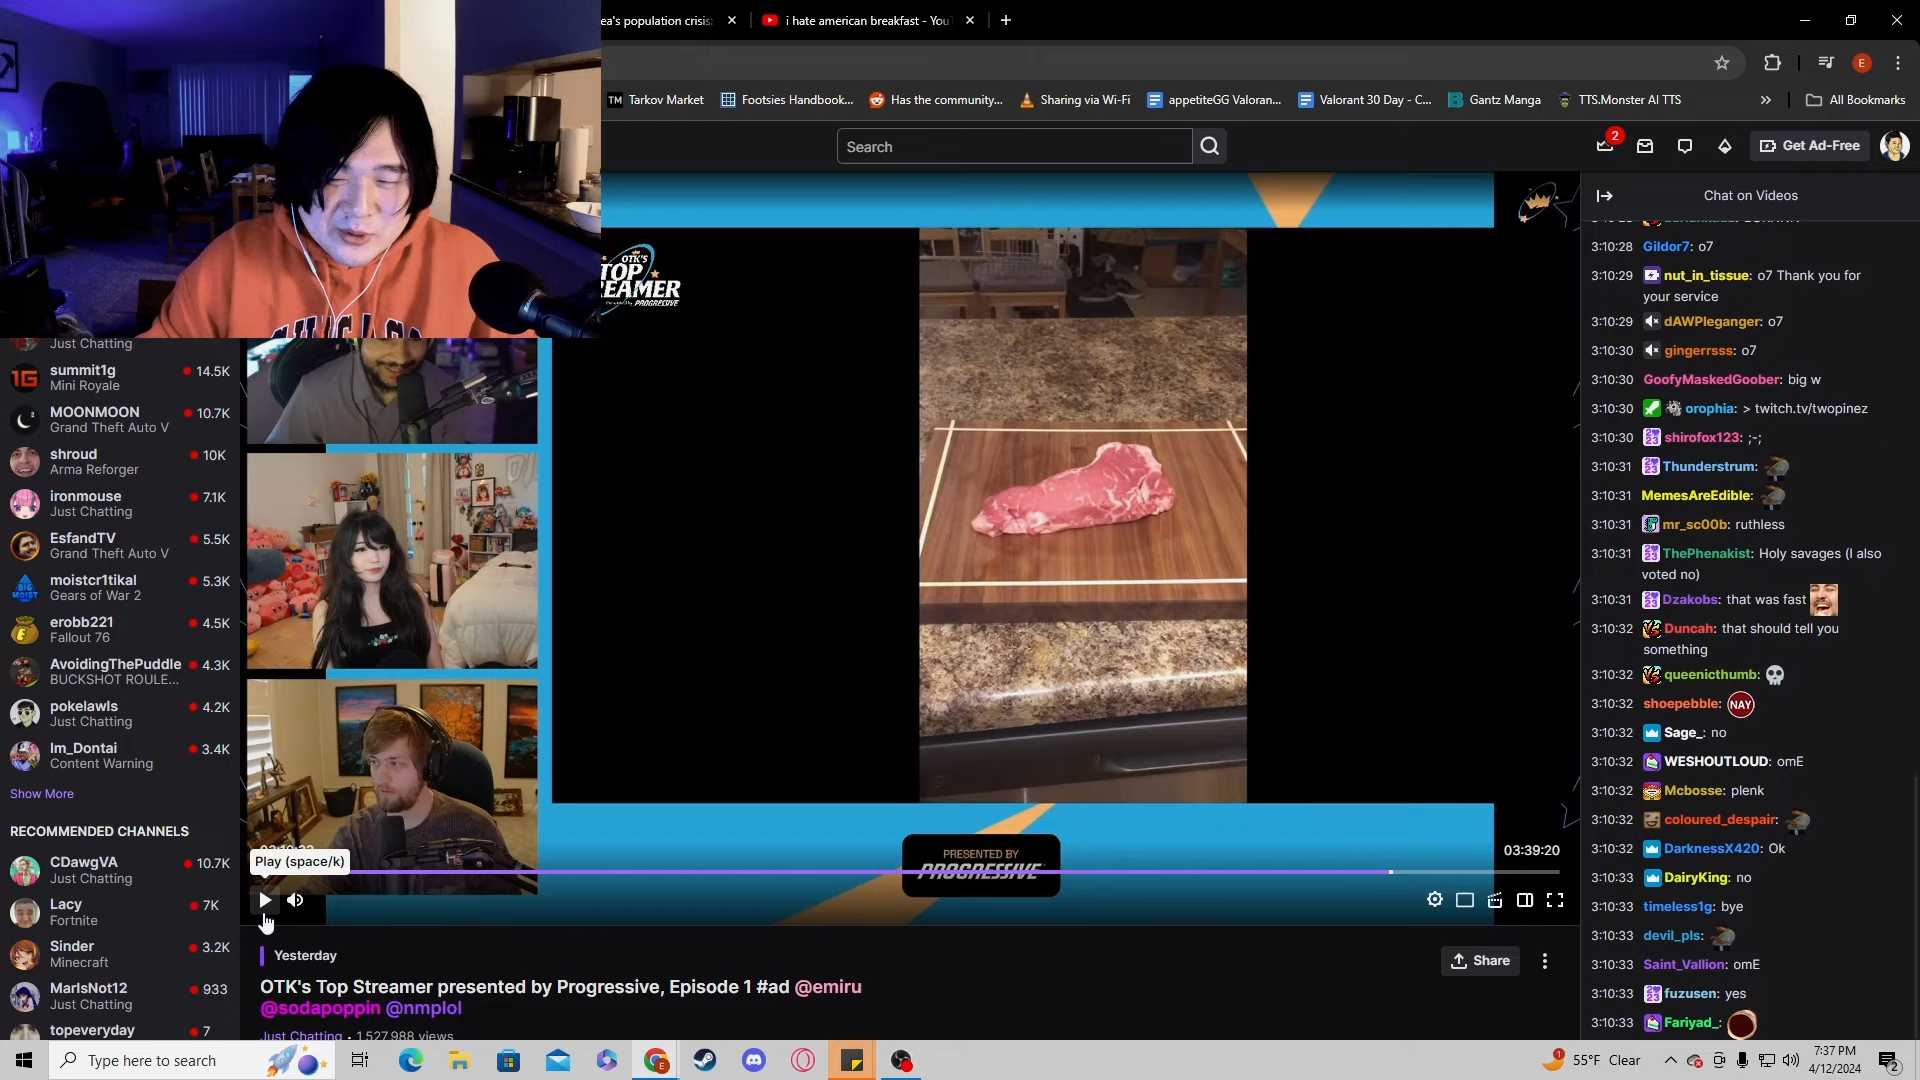 ea's population crisis
i hate american breakfast - You
E
TM Tarkov Market
Footsies Handbook...
Has the community...
Sharing via Wi-Fi
appetiteGG Valoran...
Valorant 30 Day - C...
Gantz Manga
TTS.Monster AI TTS
All Bookmarks
Search
2
Get Ad-Free
Chat on Videos
OTK'S
TOP
REAMER
PROGRESSIVE
Just Chatting
summit1g 14.5K
Mini Royale
MOONMOON 10.7K
Grand Theft Auto V
shroud 10K
Arma Reforger
ironmouse 7.1K
Just Chatting
EsfandTV 5.5K
Grand Theft Auto V
moistcr1tikal 5.3K
Gears of War 2
erobb221 4.5K
Fallout 76
AvoidingThePuddle 4.3K
BUCKSHOT ROULE...
pokelawls 4.2K
Just Chatting
Im_Dontai 3.4K
Content Warning
Show More
RECOMMENDED CHANNELS
CDawgVA 10.7K
Just Chatting
Lacy 7K
Fortnite
Sinder 3.2K
Minecraft
MarlsNot12 933
Just Chatting
topeveryday 7
Play (space/k)
PRESENTED BY
PROGRESSIVE
03:39:20
Yesterday
Share
OTK's Top Streamer presented by Progressive, Episode 1 #ad @emiru
@sodapoppin @nmplol
Just Chatting • 1,527,988 views
3:10:28 Gildor7: o7
3:10:29 nut_in_tissue: o7 Thank you for
your service
3:10:29 dAWPleganger: o7
3:10:30 gingerrsss: o7
3:10:30 GoofyMaskedGoober: big w
3:10:30 orophia: > twitch.tv/twopinez
3:10:30 shirofox123: ;-;
3:10:31 Thunderstrum:
3:10:31 MemesAreEdible:
3:10:31 mr_sc00b: ruthless
3:10:31 ThePhenakist: Holy savages (I also
voted no)
3:10:31 Dzakobs: that was fast
3:10:32 Duncah: that should tell you
something
3:10:32 queenicthumb:
3:10:32 shoepebble: NAY
3:10:32 Sage_: no
3:10:32 WESHOUTLOUD: omE
3:10:32 Mcbosse: plenk
3:10:32 coloured_despair:
3:10:32 DarknessX420: Ok
3:10:33 DairyKing: no
3:10:33 timeless1g: bye
3:10:33 devil_pls:
3:10:33 Saint_Vallion: omE
3:10:33 fuzusen: yes
3:10:33 Fariyad_:
Type here to search
55°F Clear
7:37 PM
4/12/2024
2